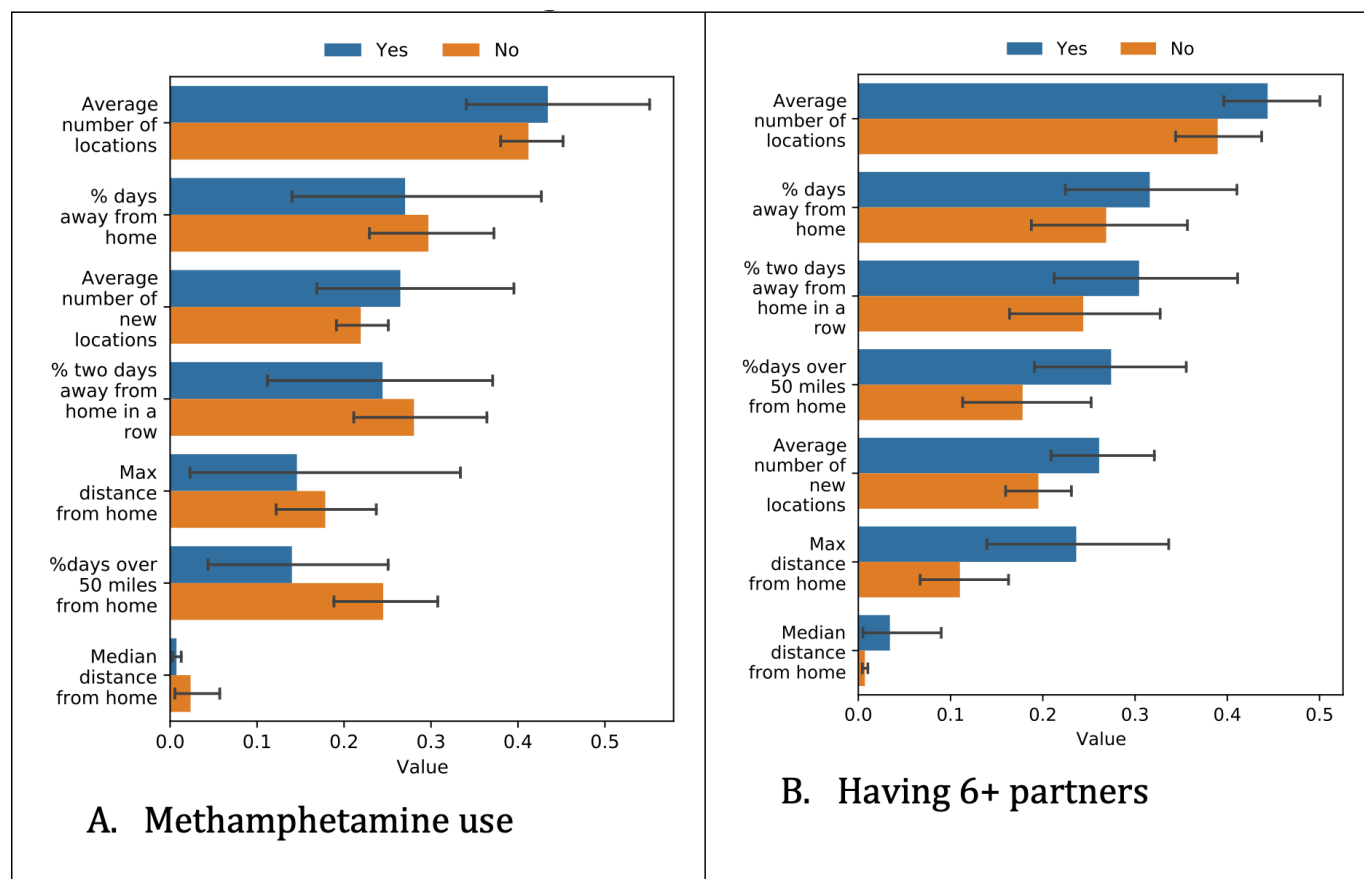 Yes No
Average
number of
locations
% days
away from
home
Average
number of
new
locations
% two days
away from
home in a
row
Max
distance
from home
%days over
50 miles
from home
Median
distance
from home
0.0 0.1 0.2 0.3 0.4 0.5
Value
A. Methamphetamine use
Yes No
Average
number of
locations
% days
away from
home
% two days
away from
home in a
row
%days over
50 miles
from home
Average
number of
new
locations
Max
distance
from home
Median
distance
from home
0.0 0.1 0.2 0.3 0.4 0.5
Value
B. Having 6+ partners